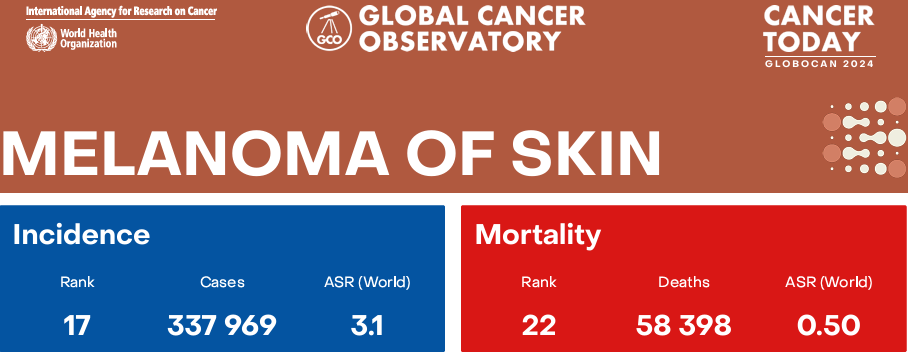 International Agency for Research on Cancer
World Health
Organization
GCO
GLOBAL CANCER
OBSERVATORY
CANCER
TODAY
GLOBOCAN 2024
MELANOMA OF SKIN
Incidence
Rank Cases ASR (World)
17 337 969 3.1
Mortality
Rank Deaths ASR (World)
22 58 398 0.50